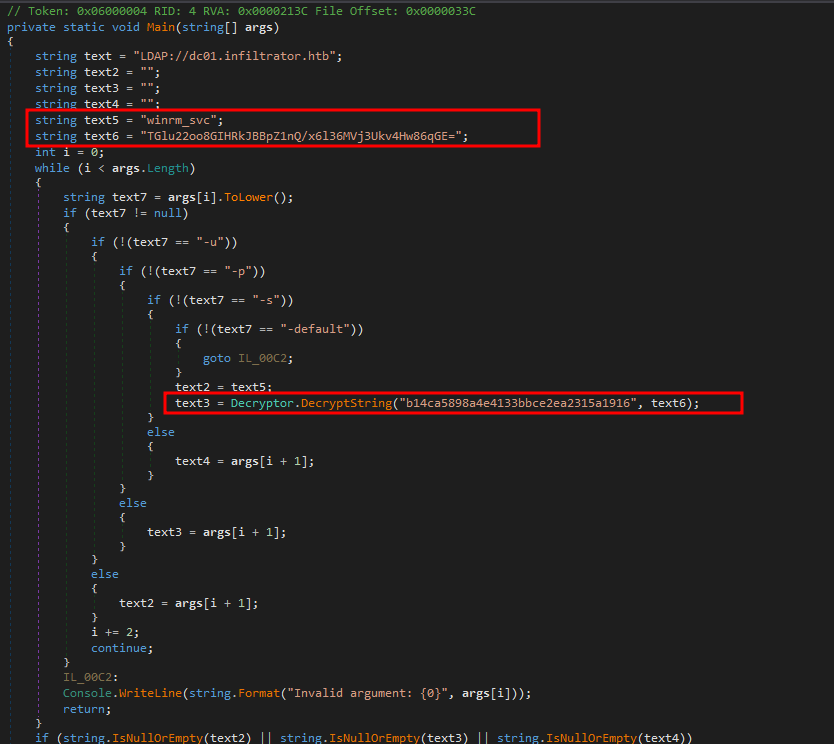 // Token: 0x06000004 RID: 4 RVA: 0x0000213C File Offset: 0x0000033C
private static void Main(string[] args)
{
    string text = "LDAP://dc01.infiltrator.htb";
    string text2 = "";
    string text3 = "";
    string text4 = "";
    string text5 = "winrm_svc";
    string text6 = "TGlu22oo8GIHRkJBBpZ1nQ/x6l36MVj3Ukv4Hw86qGE=";
    int i = 0;
    while (i < args.Length)
    {
        string text7 = args[i].ToLower();
        if (text7 != null)
        {
            if (!(text7 == "-u"))
            {
                if (!(text7 == "-p"))
                {
                    if (!(text7 == "-s"))
                    {
                        if (!(text7 == "-default"))
                        {
                            goto IL_00C2;
                        }
                        text2 = text5;
                        text3 = Decryptor.DecryptString("b14ca5898a4e4133bbce2ea2315a1916", text6);
                    }
                    else
                    {
                        text4 = args[i + 1];
                    }
                }
                else
                {
                    text3 = args[i + 1];
                }
            }
            else
            {
                text2 = args[i + 1];
            }
            i += 2;
            continue;
        }
        IL_00C2:
        Console.WriteLine(string.Format("Invalid argument: {0}", args[i]));
        return;
    }
    if (string.IsNullOrEmpty(text2) || string.IsNullOrEmpty(text3) || string.IsNullOrEmpty(text4))